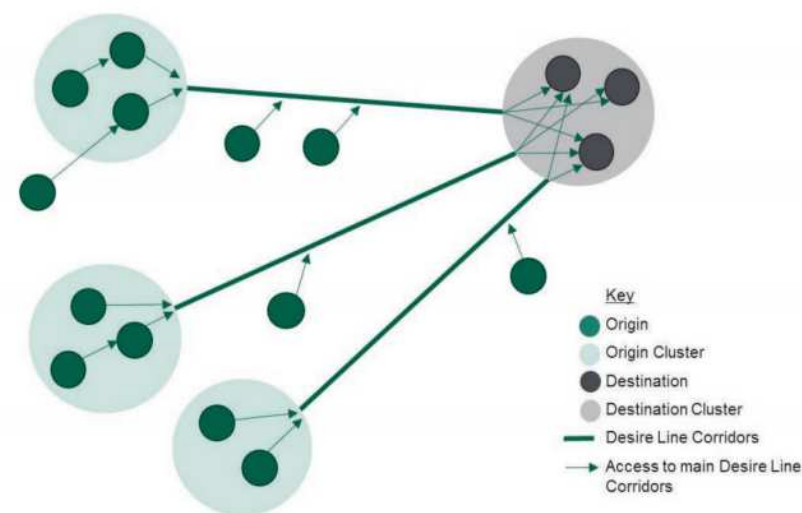 Key
Origin
Origin Cluster
Destination
Destination Cluster
Desire Line Corridors
Access to main Desire Line
Corridors